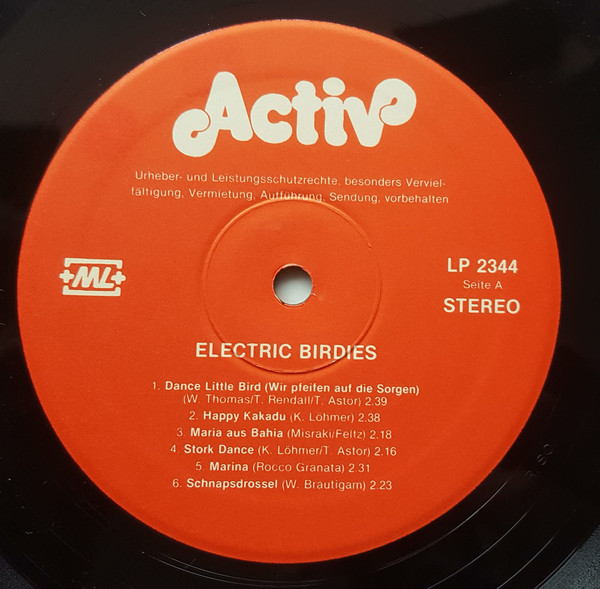 Activ
Urheber- und Leistungsschutzrechte, besonders Verviel-
fältigung, Vermietung, Aufführung, Sendung, vorbehalten
+ML+
LP 2344
Seite A
STEREO
ELECTRIC BIRDIES
1. Dance Little Bird (Wir pfeifen auf die Sorgen)
(W. Thomas/T. Rendall/T. Astor) 2.39
2. Happy Kakadu (K. Löhmer) 2.38
3. Maria aus Bahia (Misraki/Feltz) 2.18
4. Stork Dance (K. Löhmer/T. Astor) 2.16
5. Marina (Rocco Granata) 2.31
6. Schnapsdrossel (W. Bräutigam) 2.23